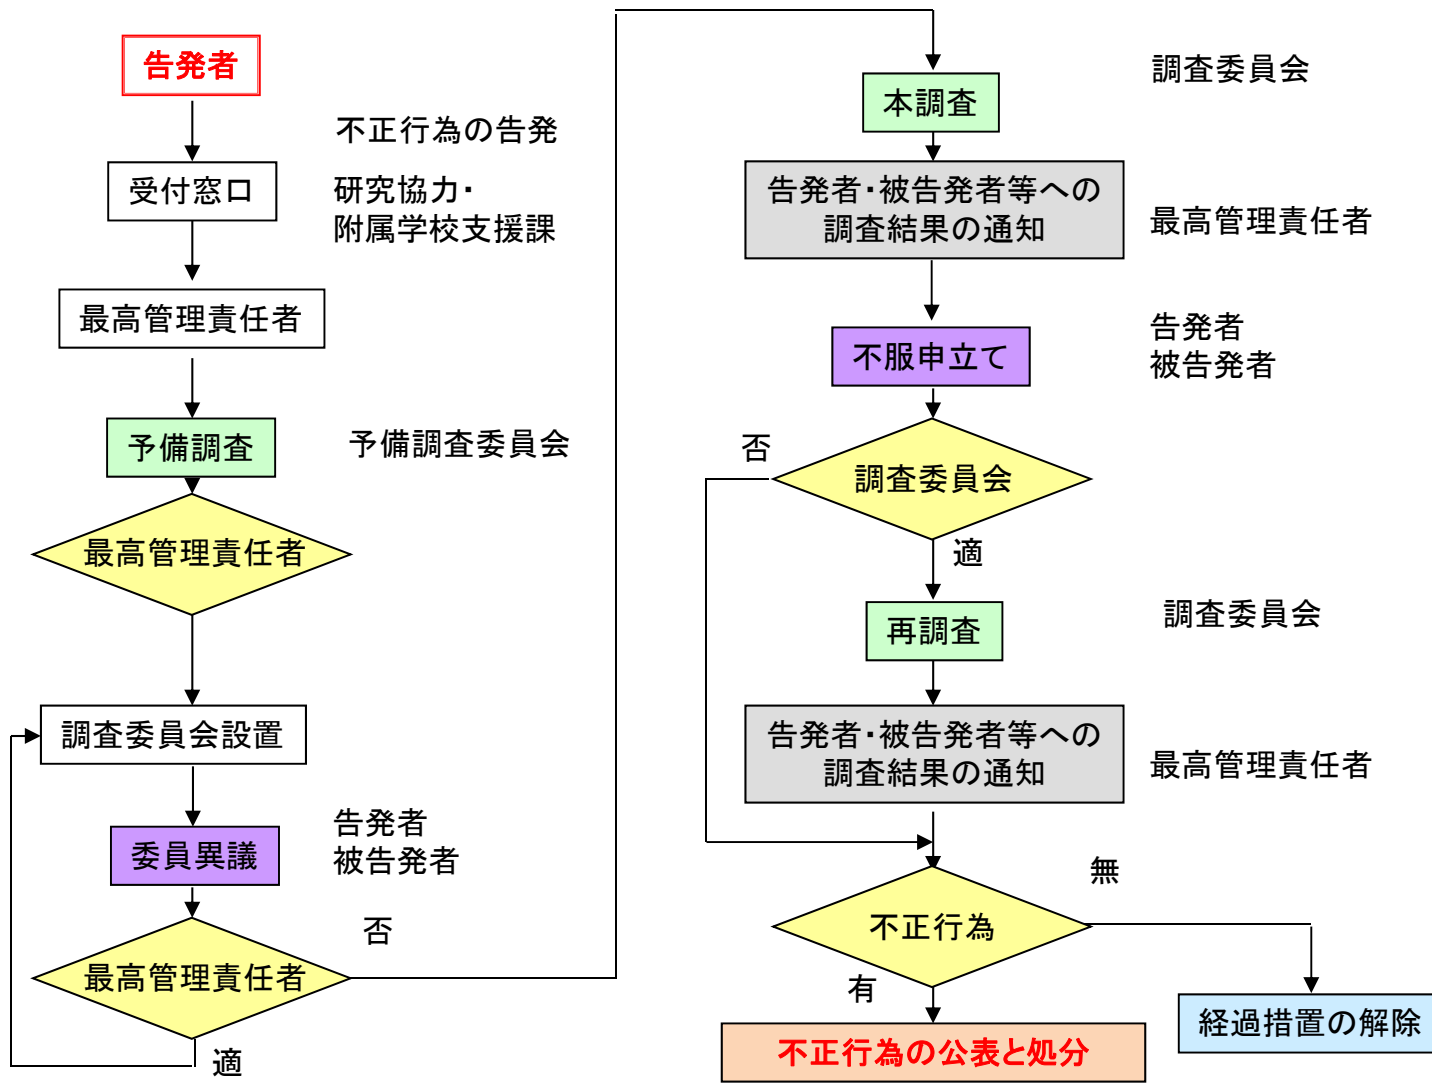 告発者
不正行為の告発
受付窓口
研究協力・
附属学校支援課
最高管理責任者
予備調査
予備調査委員会
最高管理責任者
調査委員会設置
委員異議
告発者
被告発者
最高管理責任者
否
適
本調査
調査委員会
告発者・被告発者等への
調査結果の通知
最高管理責任者
不服申立て
告発者
被告発者
調査委員会
否
適
再調査
調査委員会
告発者・被告発者等への
調査結果の通知
最高管理責任者
不正行為
無
有
不正行為の公表と処分
経過措置の解除